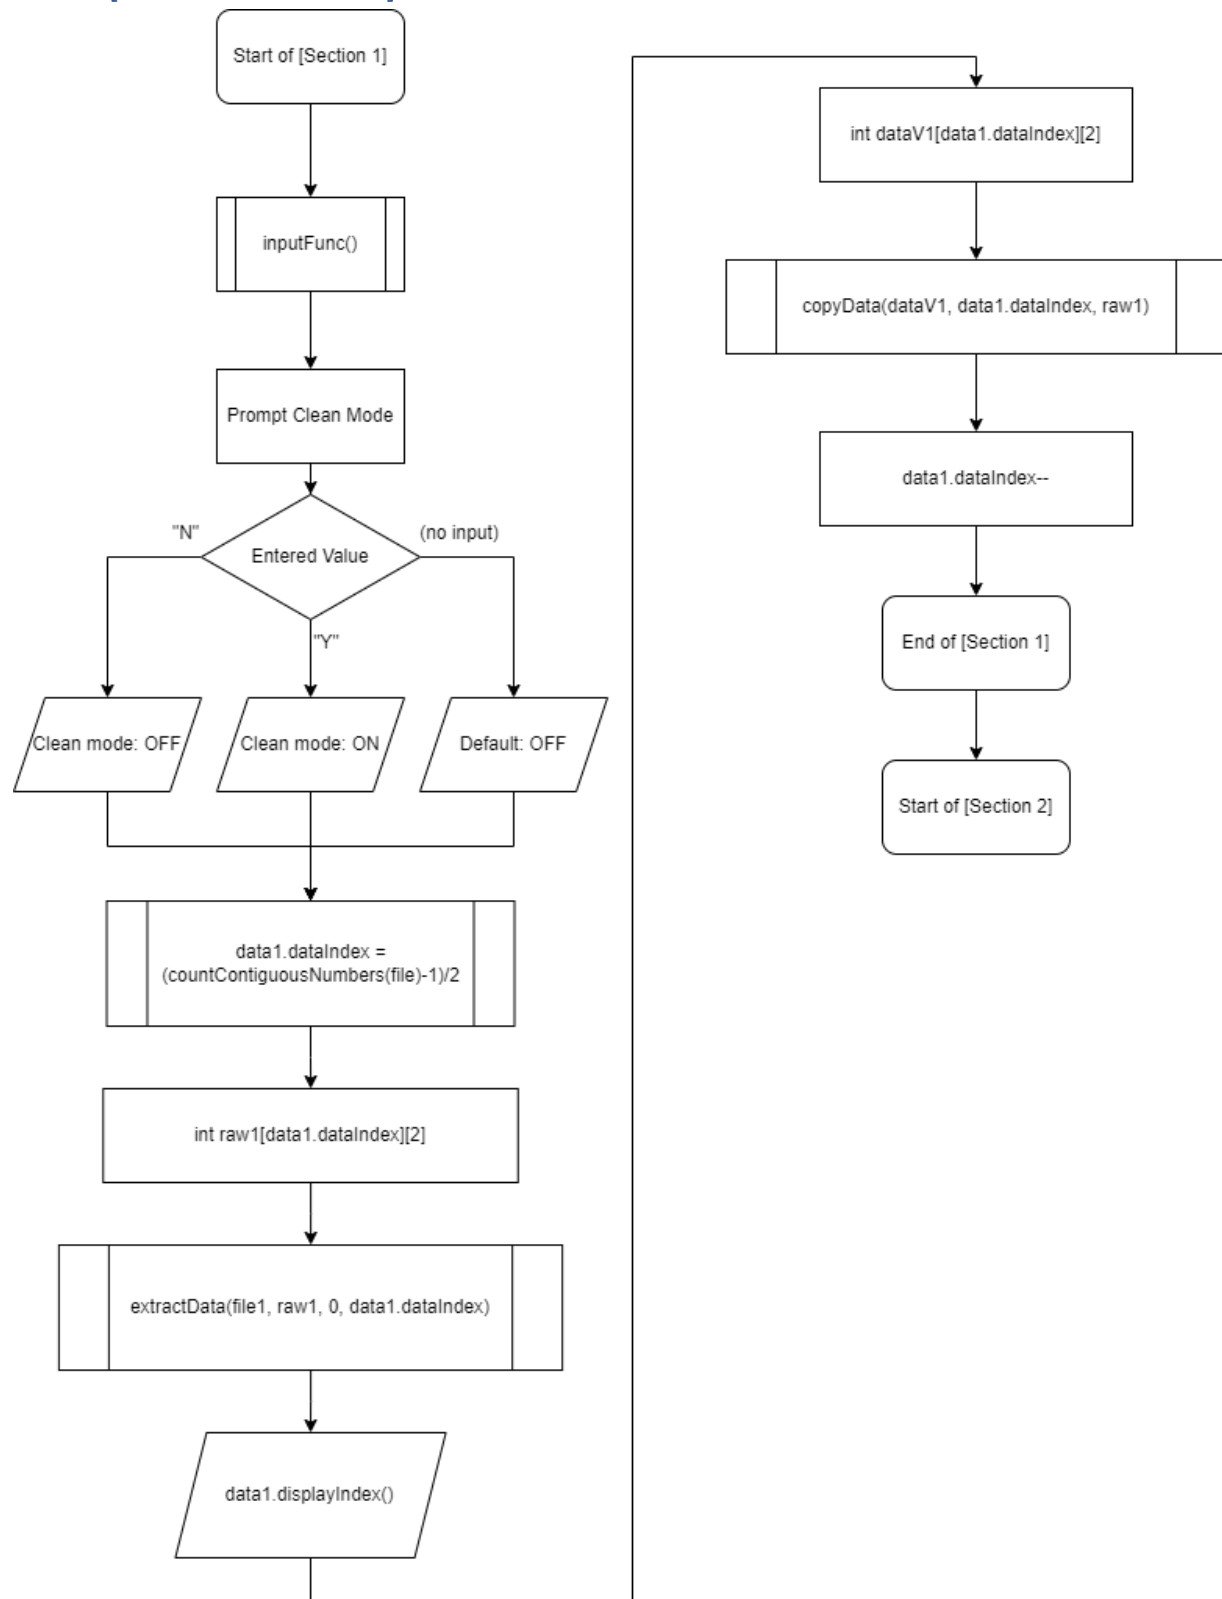 Start of [Section 1]
inputFunc()
Prompt Clean Mode
"N"
(no input)
Entered Value
"Y"
Clean mode: OFF
Clean mode: ON
Default: OFF
data1.dataIndex =
(countContiguousNumbers(file)-1)/2
int raw1[data1.dataIndex][2]
extractData(file1, raw1, 0, data1.dataIndex)
data1.displayIndex()
int dataV1[data1.dataIndex][2]
copyData(dataV1, data1.dataIndex, raw1)
data1.dataIndex--
End of [Section 1]
Start of [Section 2]